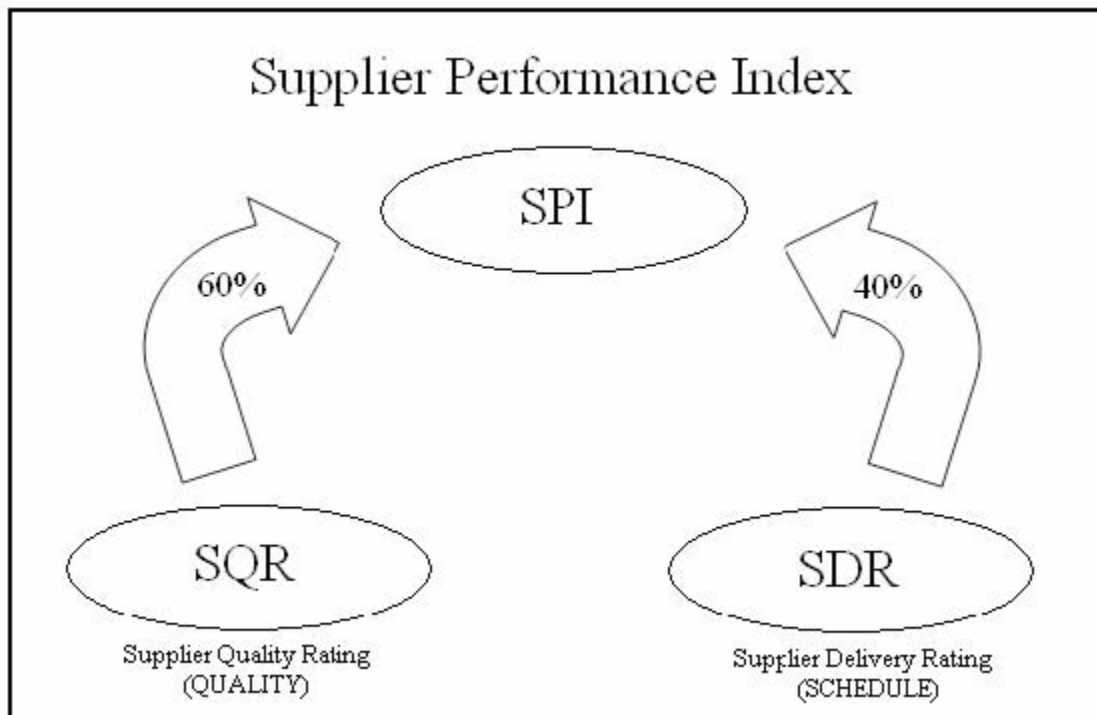 Supplier Performance Index
SPI
60%
40%
SQR
SDR
Supplier Quality Rating
(QUALITY)
Supplier Delivery Rating
(SCHEDULE)